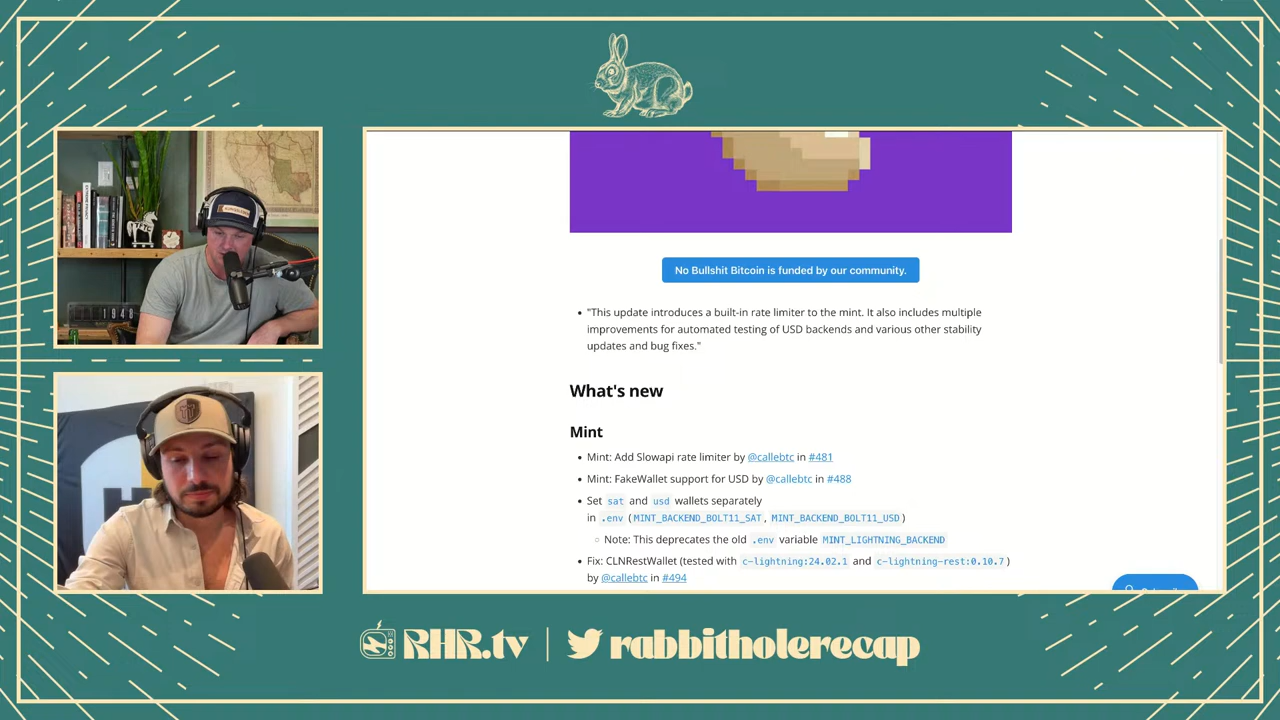 No Bullshit Bitcoin is funded by our community.
• "This update introduces a built-in rate limiter to the mint. It also includes multiple
improvements for automated testing of USD backends and various other stability
updates and bug fixes."
What's new
Mint
• Mint: Add Slowapi rate limiter by @callebtc in #481
• Mint: FakeWallet support for USD by @callebtc in #488
• Set sat and usd wallets separately
in .env (MINT_BACKEND_BOLT11_SAT, MINT_BACKEND_BOLT11_USD)
◦ Note: This deprecates the old .env variable MINT_LIGHTNING_BACKEND
• Fix: CLNRestWallet (tested with c-lightning:24.02.1 and c-lightning-rest:0.10.7)
by @callebtc in #494
1948
RHR.tv | rabbitholerecap